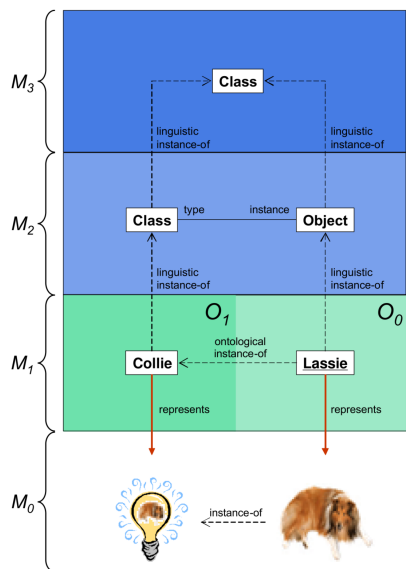 M3
Class
linguistic
instance-of
linguistic
instance-of
M2
Class
type
instance
Object
linguistic
instance-of
linguistic
instance-of
O1
O0
M1
Collie
ontological
instance-of
Lassie
represents
represents
M0
instance-of